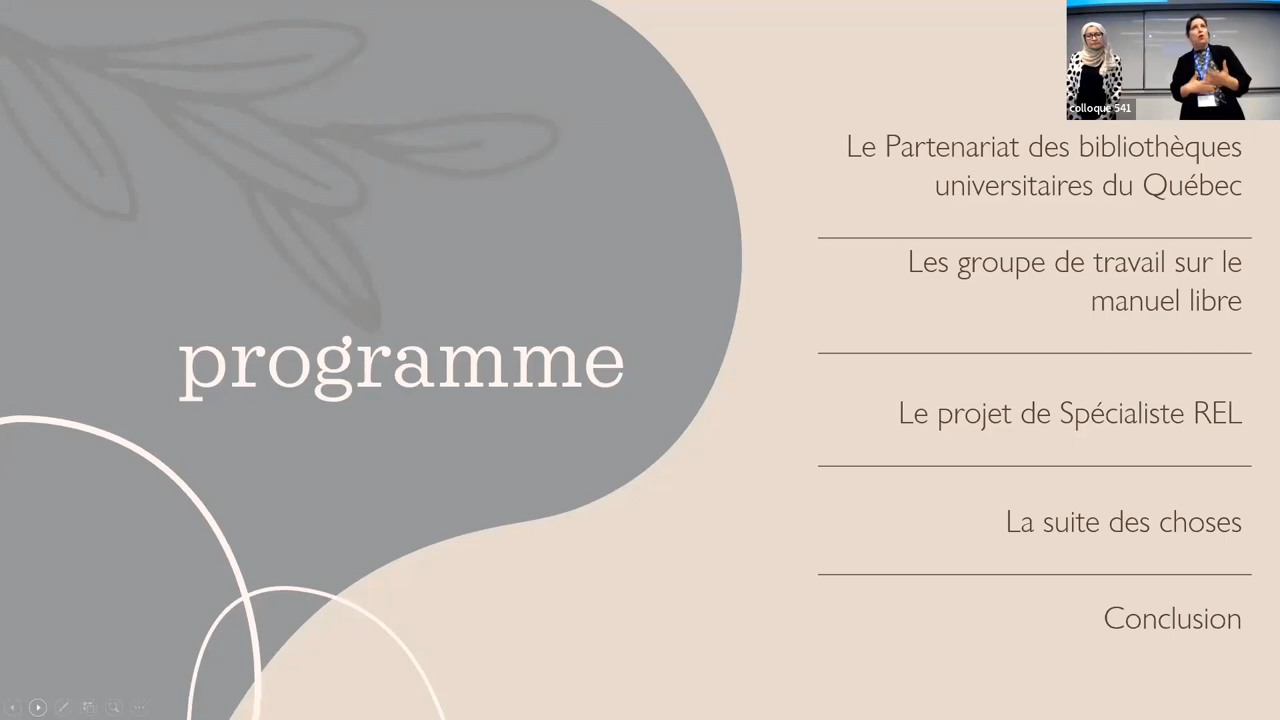 colloque 541
Le Partenariat des bibliothèques
universitaires du Québec
Les groupe de travail sur le
manuel libre
programme
Le projet de Spécialiste REL
La suite des choses
Conclusion